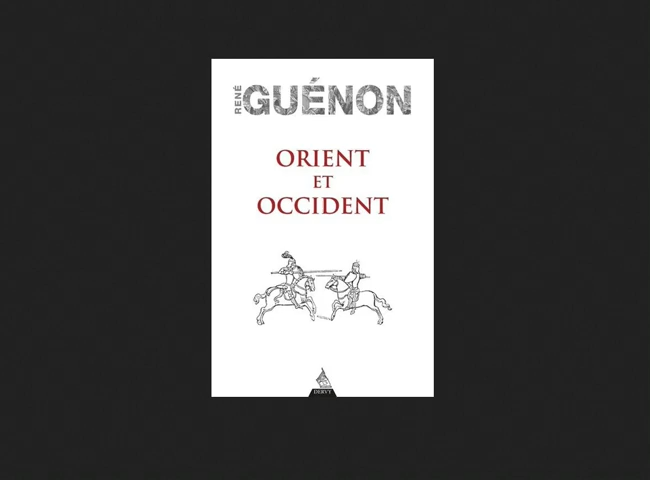 RENÉ
GUÉNON
ORIENT
ET
OCCIDENT
DERVY